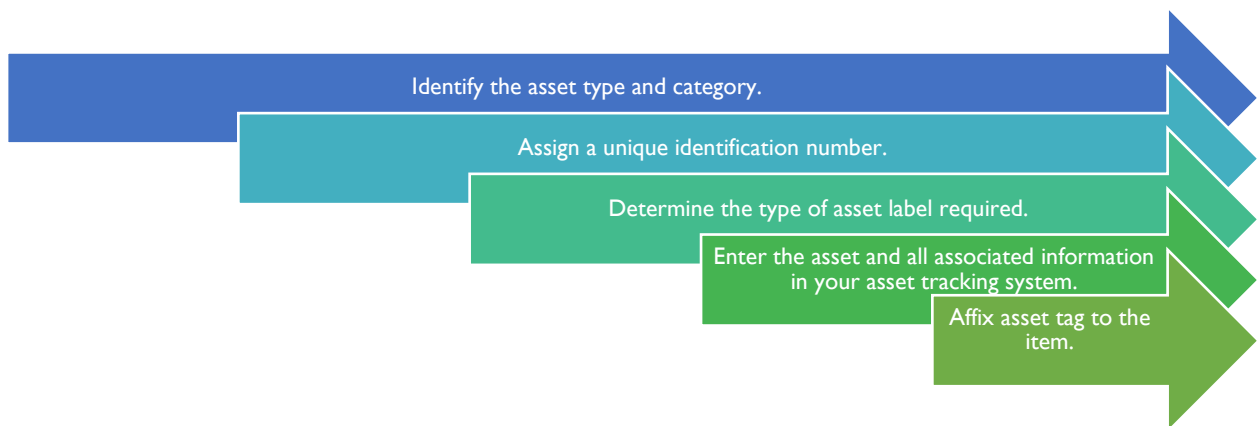 Identify the asset type and category.
Assign a unique identification number.
Determine the type of asset label required.
Enter the asset and all associated information
in your asset tracking system.
Affix asset tag to the
item.